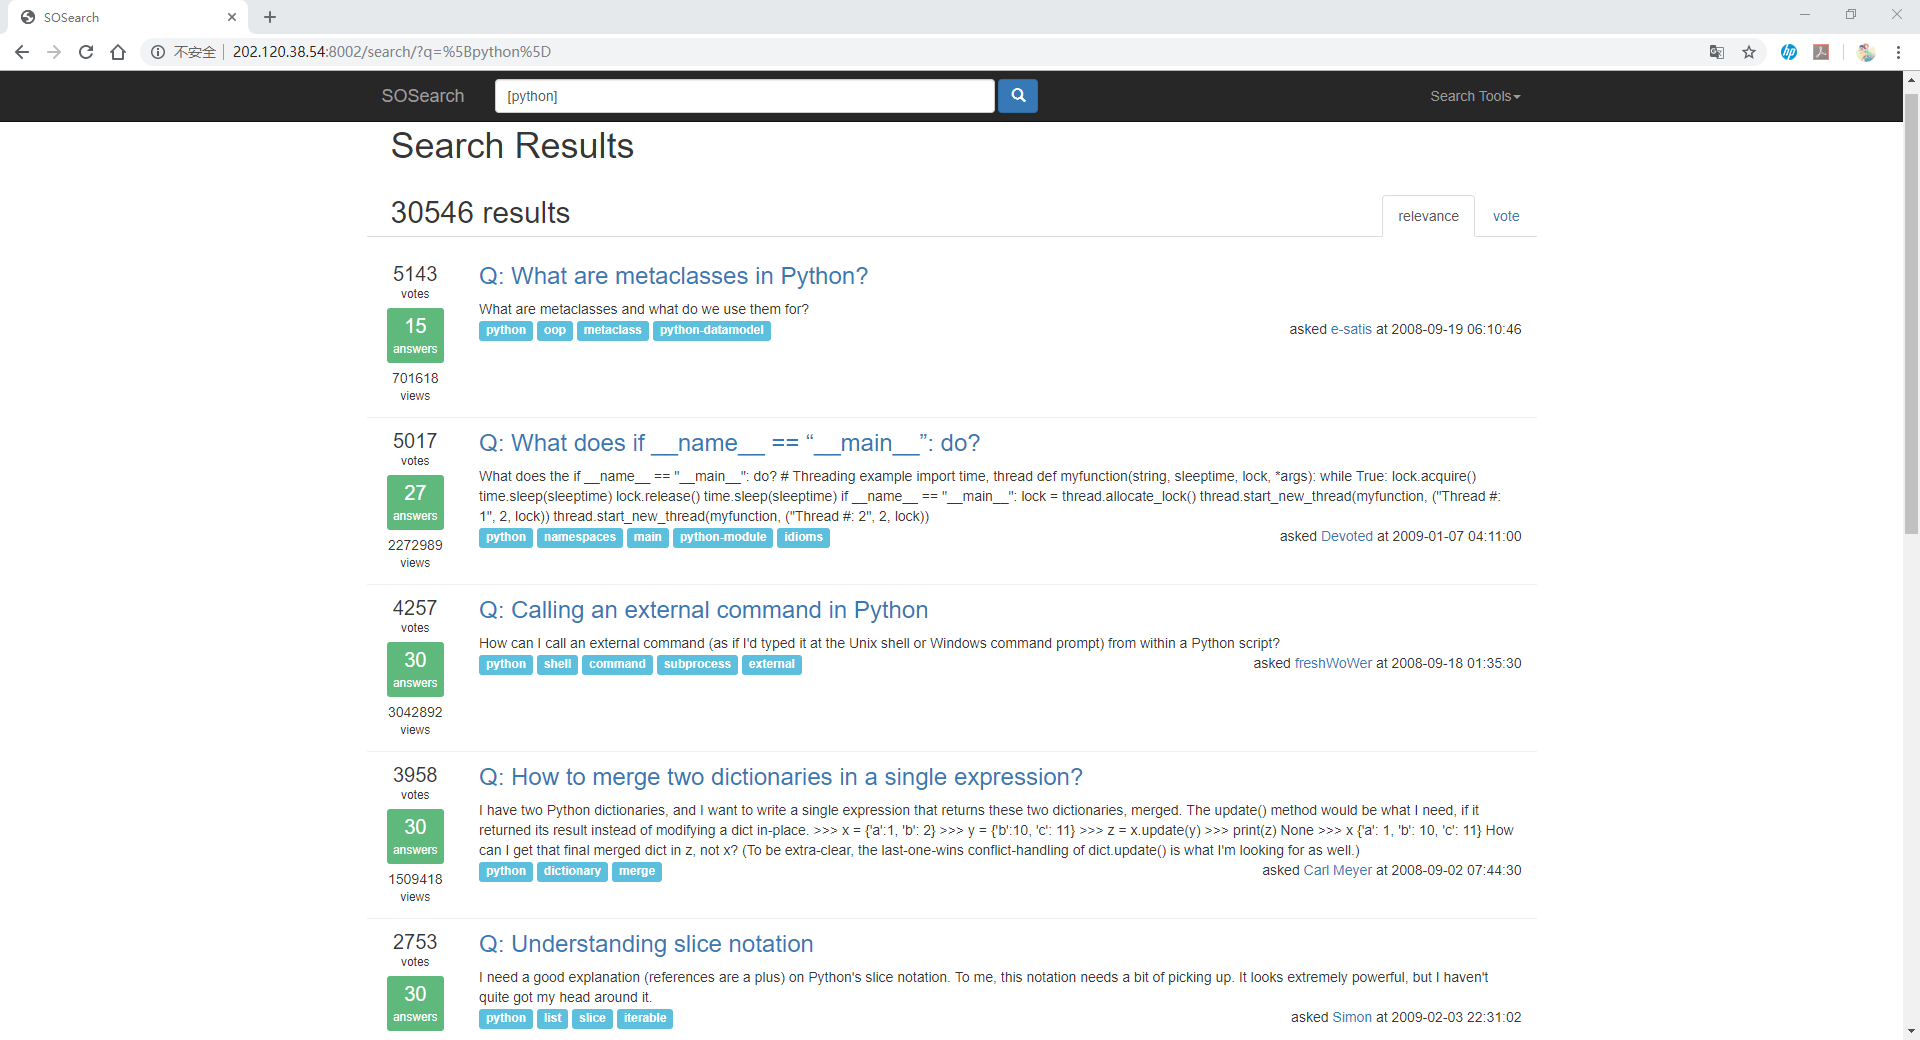 SOSearch
不安全 202.120.38.54:8002/search/?q=%5Bpython%5D
SOSearch
[python]
Search Tools
Search Results
30546 results
relevance
vote
5143
votes
15
answers
701618
views
Q: What are metaclasses in Python?
What are metaclasses and what do we use them for?
python oop metaclass python-datamodel
asked e-satis at 2008-09-19 06:10:46
5017
votes
27
answers
2272989
views
Q: What does if __name__ == “__main__”: do?
What does the if __name__ == "__main__": do? # Threading example import time, thread def myfunction(string, sleeptime, lock, *args): while True: lock.acquire()
time.sleep(sleeptime) lock.release() time.sleep(sleeptime) if __name__ == "__main__": lock = thread.allocate_lock() thread.start_new_thread(myfunction, ("Thread #:
1", 2, lock)) thread.start_new_thread(myfunction, ("Thread #: 2", 2, lock))
python namespaces main python-module idioms
asked Devoted at 2009-01-07 04:11:00
4257
votes
30
answers
3042892
views
Q: Calling an external command in Python
How can I call an external command (as if I'd typed it at the Unix shell or Windows command prompt) from within a Python script?
python shell command subprocess external
asked freshWoWer at 2008-09-18 01:35:30
3958
votes
30
answers
1509418
views
Q: How to merge two dictionaries in a single expression?
I have two Python dictionaries, and I want to write a single expression that returns these two dictionaries, merged. The update() method would be what I need, if it
returned its result instead of modifying a dict in-place. >>> x = {'a':1, 'b': 2} >>> y = {'b':10, 'c': 11} >>> z = x.update(y) >>> print(z) None >>> x {'a': 1, 'b': 10, 'c': 11} How
can I get that final merged dict in z, not x? (To be extra-clear, the last-one-wins conflict-handling of dict.update() is what I'm looking for as well.)
python dictionary merge
asked Carl Meyer at 2008-09-02 07:44:30
2753
votes
30
answers
Q: Understanding slice notation
I need a good explanation (references are a plus) on Python's slice notation. To me, this notation needs a bit of picking up. It looks extremely powerful, but I haven't
quite got my head around it.
python list slice iterable
asked Simon at 2009-02-03 22:31:02